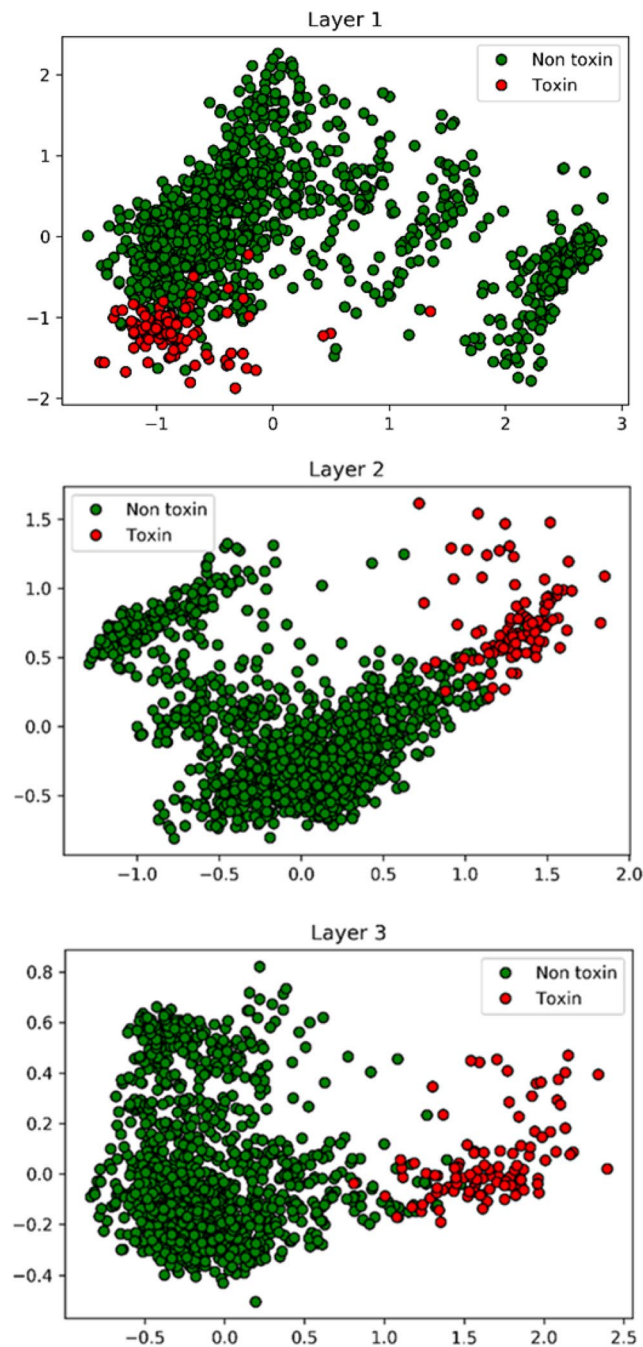 Layer 1
Non toxin
Toxin
2
1
0
−1
−2
−1 0 1 2 3
Layer 2
Non toxin
Toxin
1.5
1.0
0.5
0.0
−0.5
−1.0 −0.5 0.0 0.5 1.0 1.5 2.0
Layer 3
Non toxin
Toxin
0.8
0.6
0.4
0.2
0.0
−0.2
−0.4
−0.5 0.0 0.5 1.0 1.5 2.0 2.5